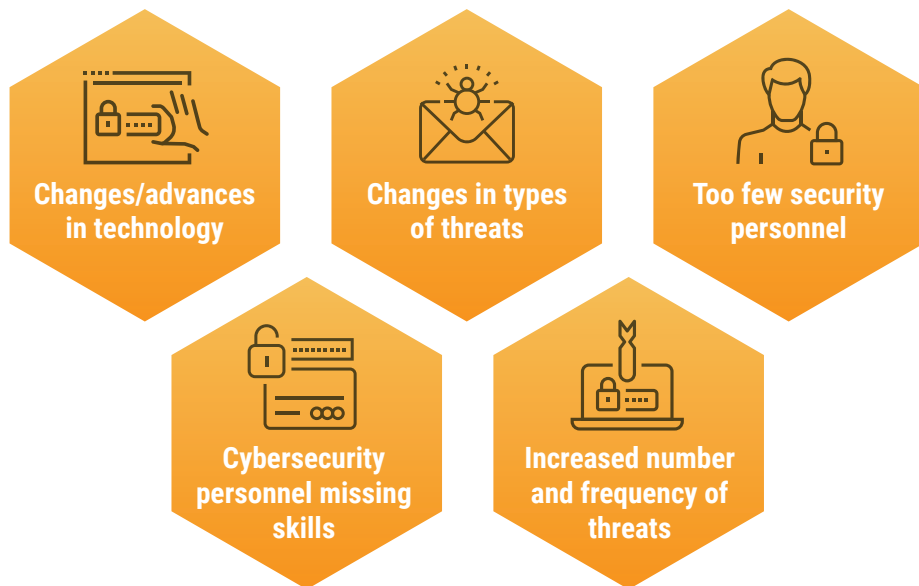 Changes/advances
in technology
Changes in types
of threats
Too few security
personnel
Cybersecurity
personnel missing
skills
Increased number
and frequency of
threats